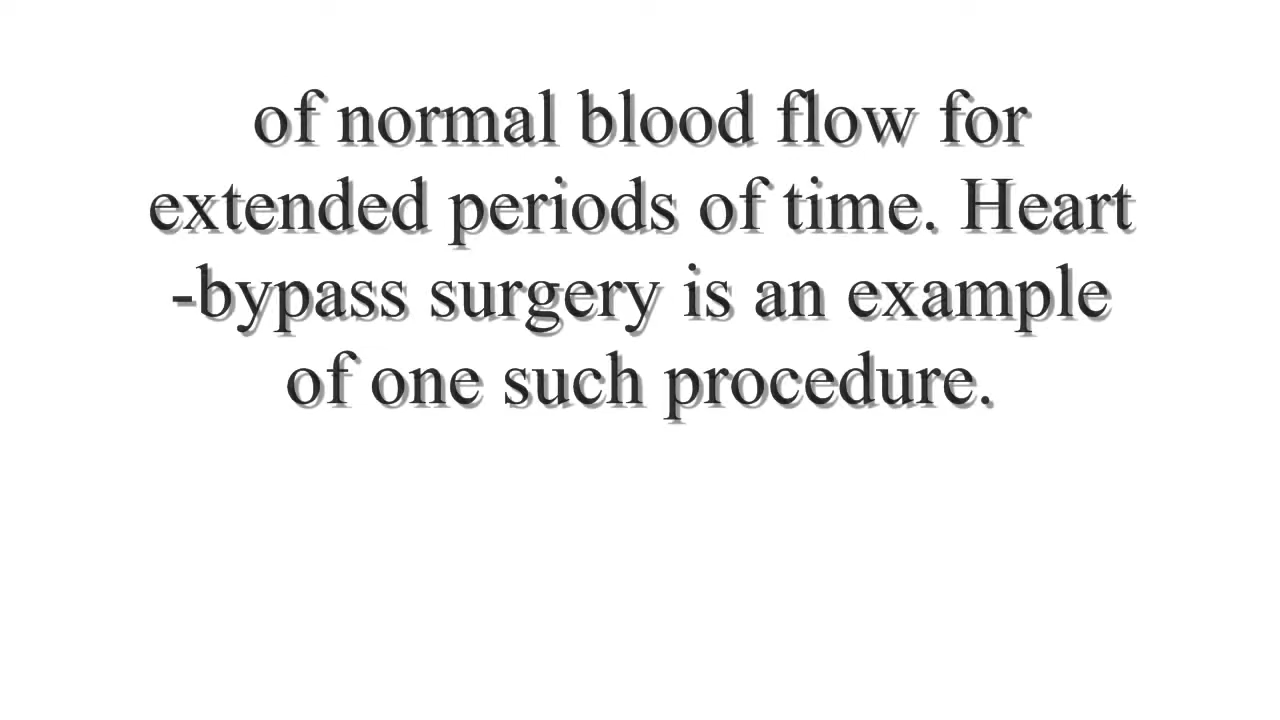 of normal blood flow for
extended periods of time. Heart
-bypass surgery is an example
of one such procedure.